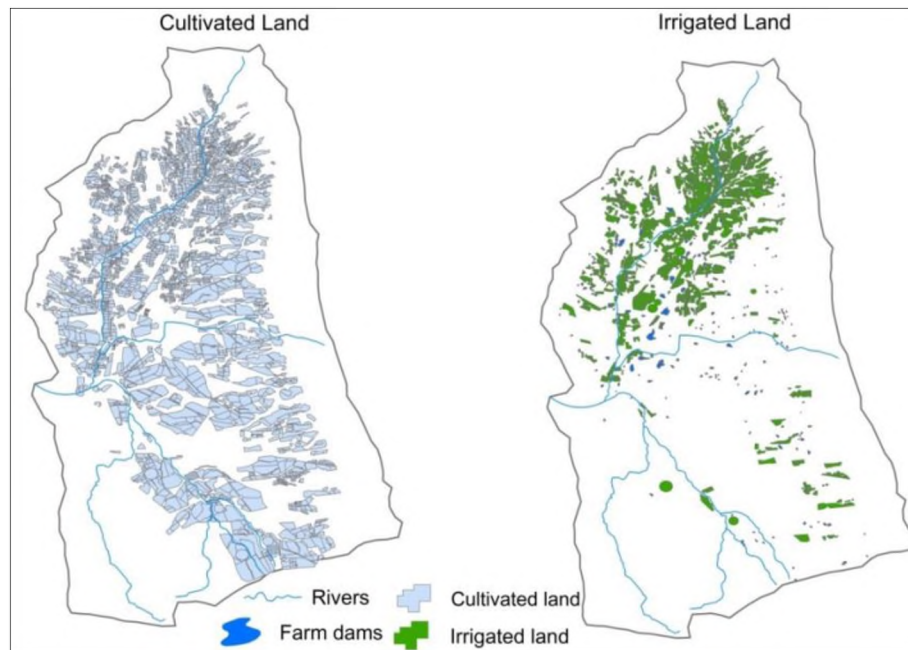 Cultivated Land
Irrigated Land
Rivers
Cultivated land
Farm dams
Irrigated land